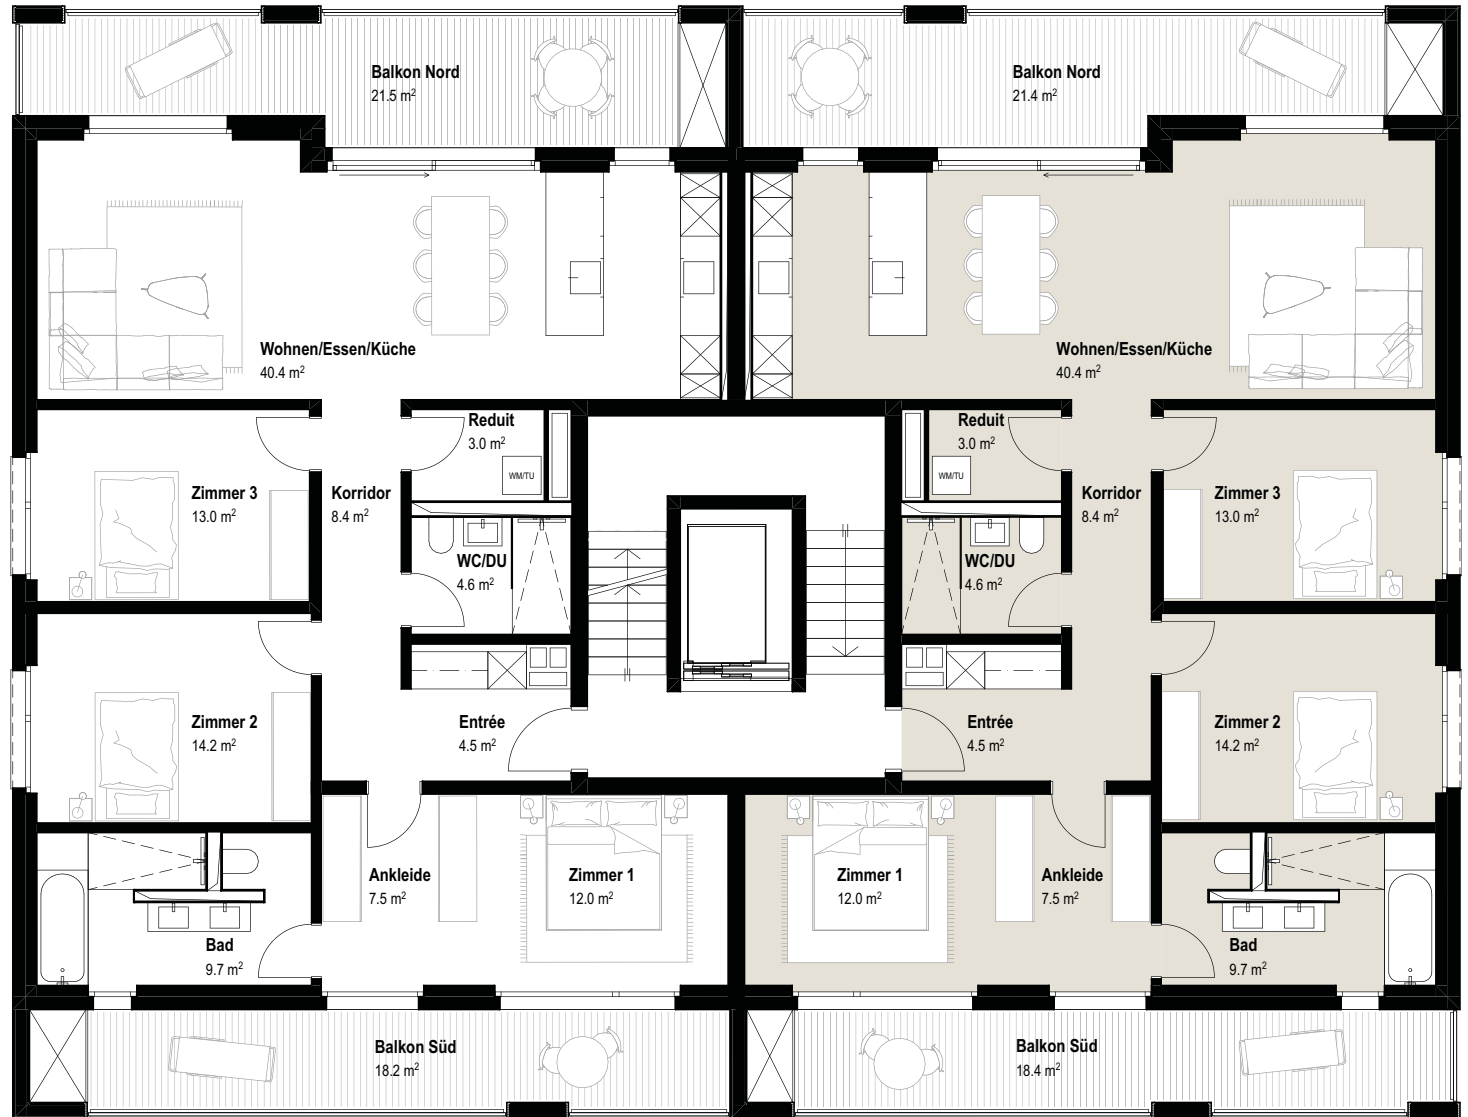 Balkon Nord
21.5 m²
Balkon Nord
21.4 m²
Wohnen/Essen/Küche
40.4 m²
Wohnen/Essen/Küche
40.4 m²
Reduit
3.0 m²
WM/TU
Reduit
3.0 m²
WM/TU
Zimmer 3
13.0 m²
Korridor
8.4 m²
Korridor
8.4 m²
Zimmer 3
13.0 m²
WC/DU
4.6 m²
WC/DU
4.6 m²
Zimmer 2
14.2 m²
Entrée
4.5 m²
Entrée
4.5 m²
Zimmer 2
14.2 m²
Ankleide
7.5 m²
Zimmer 1
12.0 m²
Zimmer 1
12.0 m²
Ankleide
7.5 m²
Bad
9.7 m²
Bad
9.7 m²
Balkon Süd
18.2 m²
Balkon Süd
18.4 m²